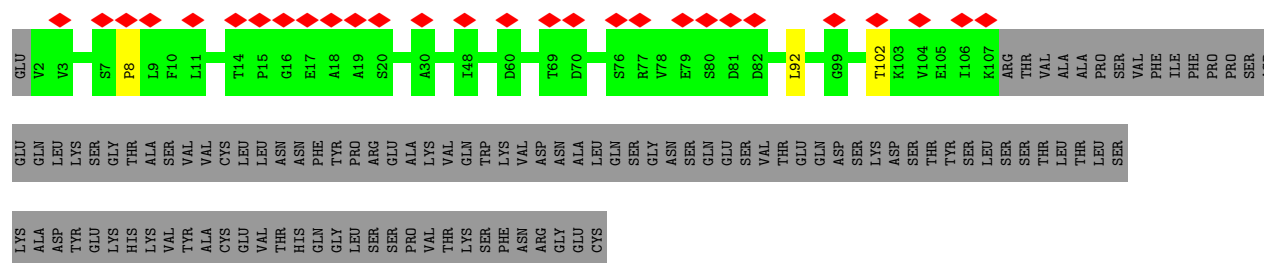 GLU V2 V3 S7 P8 L9 F10 L11 T14 P15 G16 E17 A18 A19 S20 A30 I48 D60 T69 D70 S76 R77 V78 E79 S80 D81 D82 L92 G99 T102 K103 V104 E105 I106 K107 ARG THR VAL ALA ALA PRO SER VAL PHE ILE PHE PRO PRO SER
GLU GLN LEU LYS SER GLY THR ALA SER VAL VAL CYS LEU LEU ASN ASN PHE TYR PRO ARG GLU ALA LYS VAL GLN TRP LYS VAL ASP ASN ALA LEU GLN SER GLY ASN SER GLN GLU SER VAL THR GLU GLN ASP SER LYS ASP SER THR TYR SER LEU SER SER THR LEU THR LEU SER
LYS ALA ASP TYR GLU LYS HIS LYS VAL TYR ALA CYS GLU VAL THR HIS GLN GLY LEU SER SER PRO VAL THR LYS SER PHE ASN ARG GLY GLU CYS